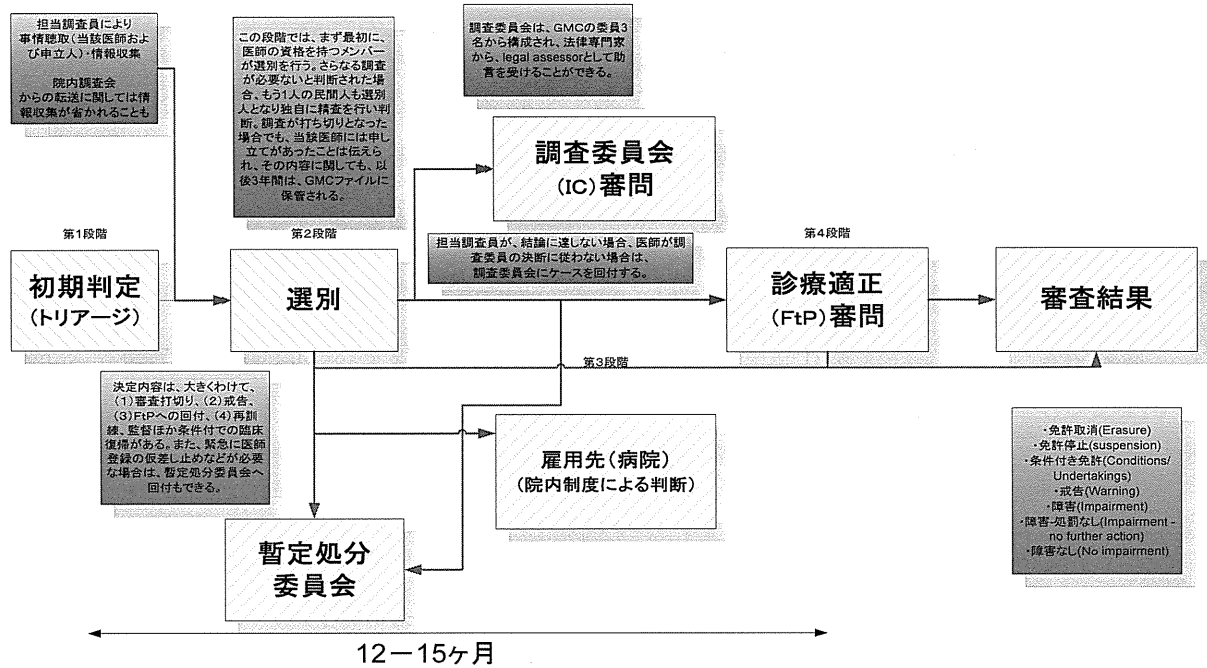 担当調査員により
事情聴取(当該医師およ
び申立人)・情報収集
院内調査会
からの転送に関しては情
報収集が省かれることも
この段階では、まず最初に、
医師の資格を持つメンバー
が選別を行う。さらなる調査
が必要ないと判断された場
合、もう1人の民間人も選別
人となり独自に精査を行い判
断。調査が打ち切りとなった
場合でも、当該医師には申し
立てがあったことは伝えら
れ、その内容に関しても、以
後3年間は、GMCファイルに
保管される。
調査委員会は、GMCの委員3
名から構成され、法律専門家
から、legal assessorとして助
言を受けることができる。
調査委員会
(IC)審問
第1段階
初期判定
(トリアージ)
第2段階
選別
担当調査員が、結論に達しない場合、医師が調
査委員の決断に従わない場合は、
調査委員会にケースを回付する。
第4段階
診療適正
(FtP)審問
審査結果
第3段階
決定内容は、大きくわけて、
(1)審査打切り、(2)戒告、
(3)FtPへの回付、(4)再訓
練、監督ほか条件付での臨床
復帰がある。また、緊急に医師
登録の仮差し止めなどが必要
な場合は、暫定処分委員会へ
回付もできる。
雇用先(病院)
(院内制度による判断)
・免許取消(Erasure)
・免許停止(suspension)
・条件付き免許(Conditions/
Undertakings)
・戒告(Warning)
・障害(Impairment)
・障害-処罰なし(Impairment -
no further action)
・障害なし(No impairment)
暫定処分
委員会
12-15ヶ月